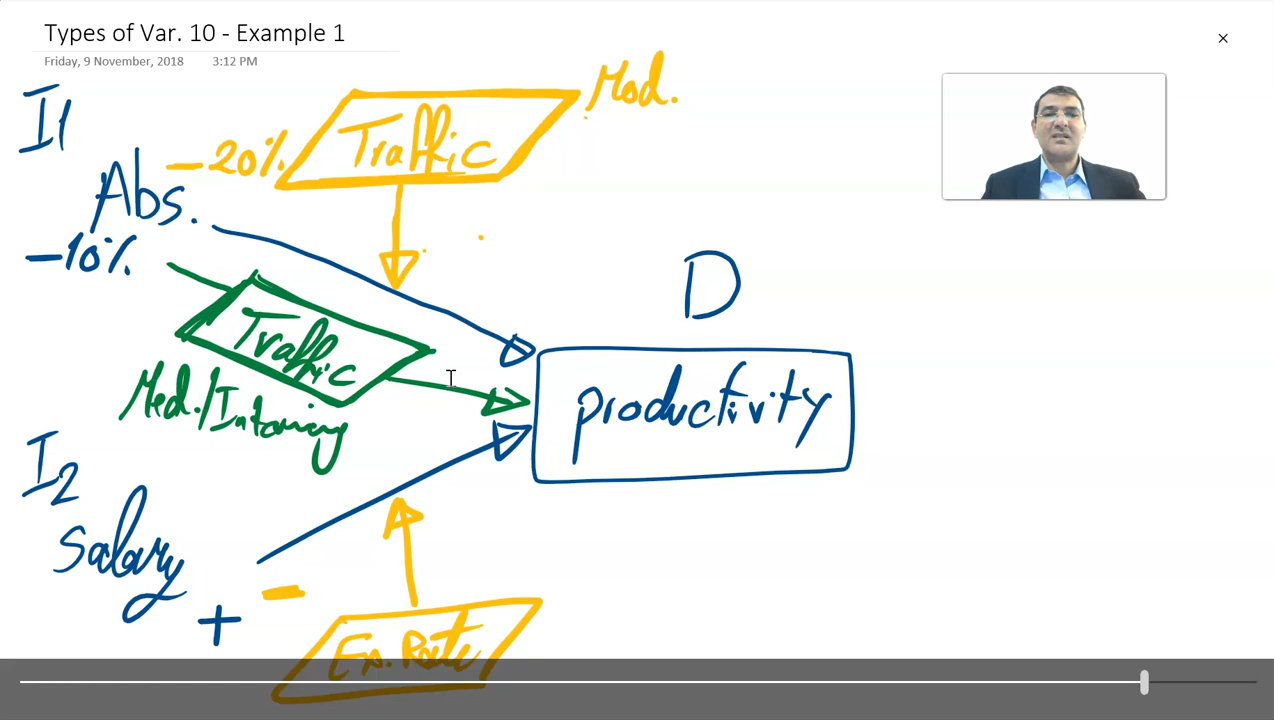 Types of Var. 10 - Example 1
Friday, 9 November, 2018 3:12 PM
I1
Mod.
-20%
Traffic
Abs.
-10%
D
Traffic
Med./Intervning
productivity
I2
Salary
+
-
Ex. Rate